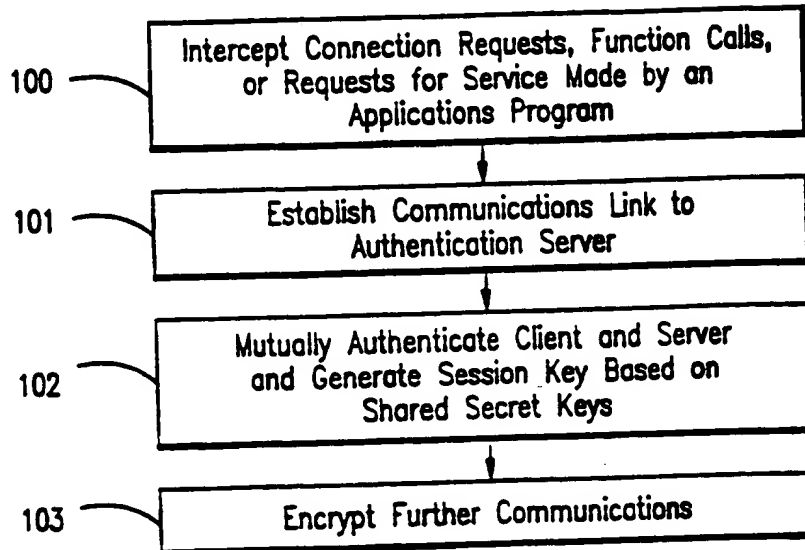 100
Intercept Connection Requests, Function Calls,
or Requests for Service Made by an
Applications Program
101
Establish Communications Link to
Authentication Server
102
Mutually Authenticate Client and Server
and Generate Session Key Based on
Shared Secret Keys
103
Encrypt Further Communications